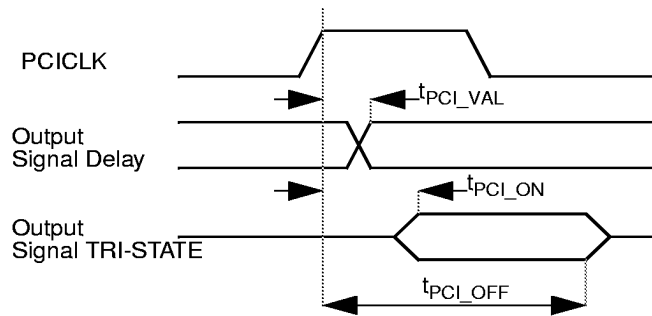 PCICLK
tPCI_VAL
Output
Signal Delay
tPCI_ON
Output
Signal TRI-STATE
tPCI_OFF